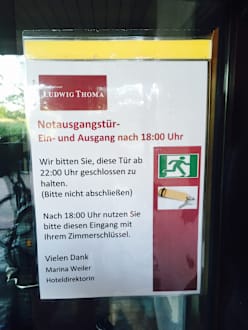 LUDWIG THOMA
Notausgangstür-
Ein- und Ausgang nach 18:00 Uhr
Wir bitten Sie, diese Tür ab
22:00 Uhr geschlossen zu
halten.
(Bitte nicht abschließen)
Nach 18:00 Uhr nutzen Sie
bitte diesen Eingang mit
Ihrem Zimmerschlüssel.
Vielen Dank
Marina Weiler
Hoteldirektorin